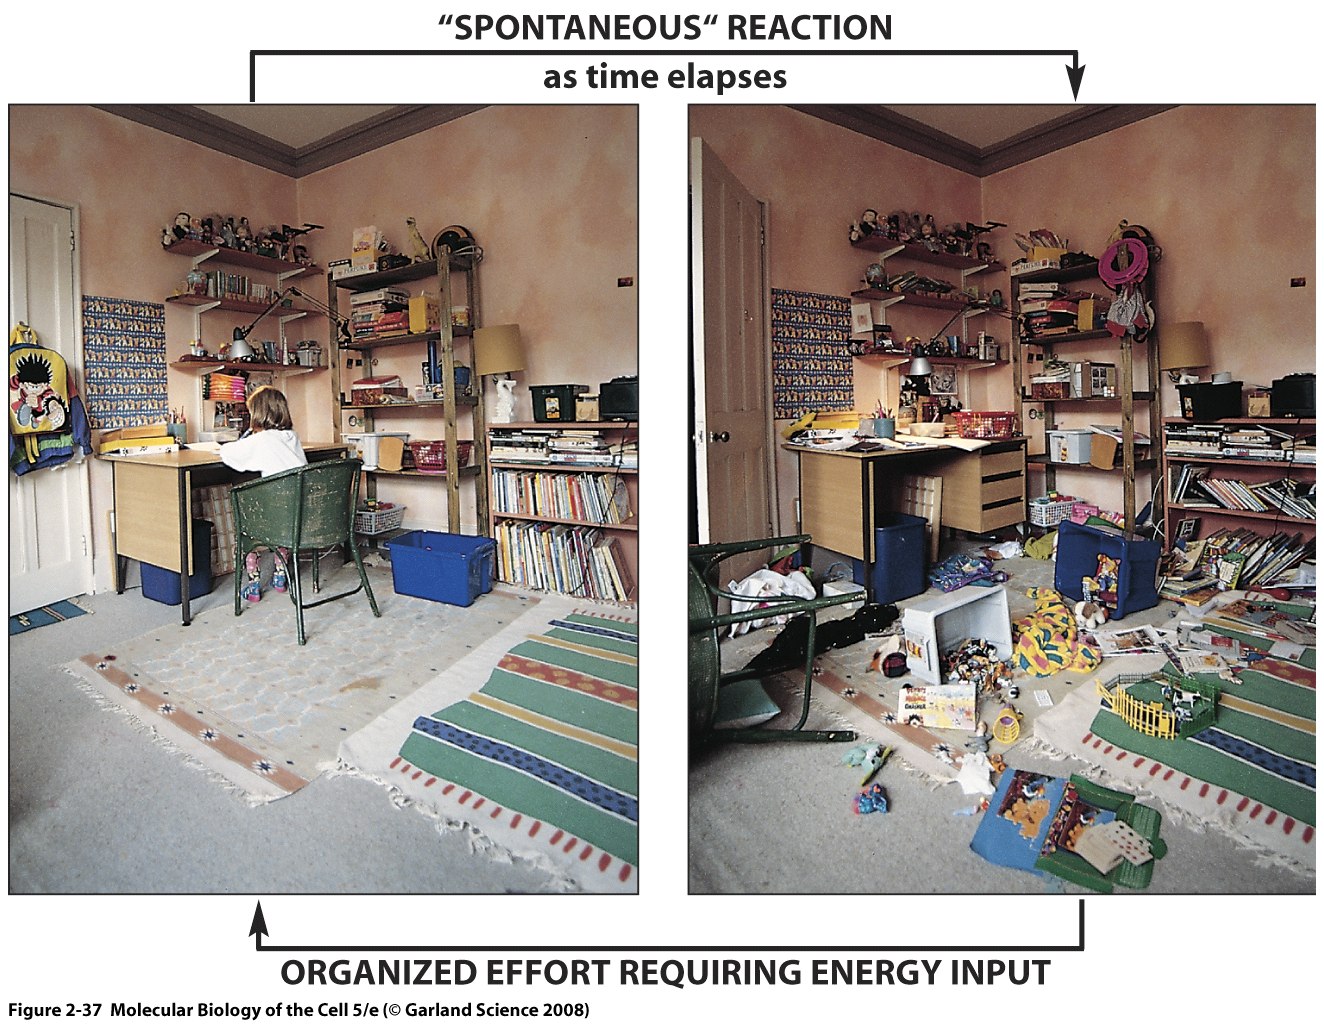 “SPONTANEOUS“ REACTION
as time elapses
ORGANIZED EFFORT REQUIRING ENERGY INPUT
Figure 2-37 Molecular Biology of the Cell 5/e (© Garland Science 2008)